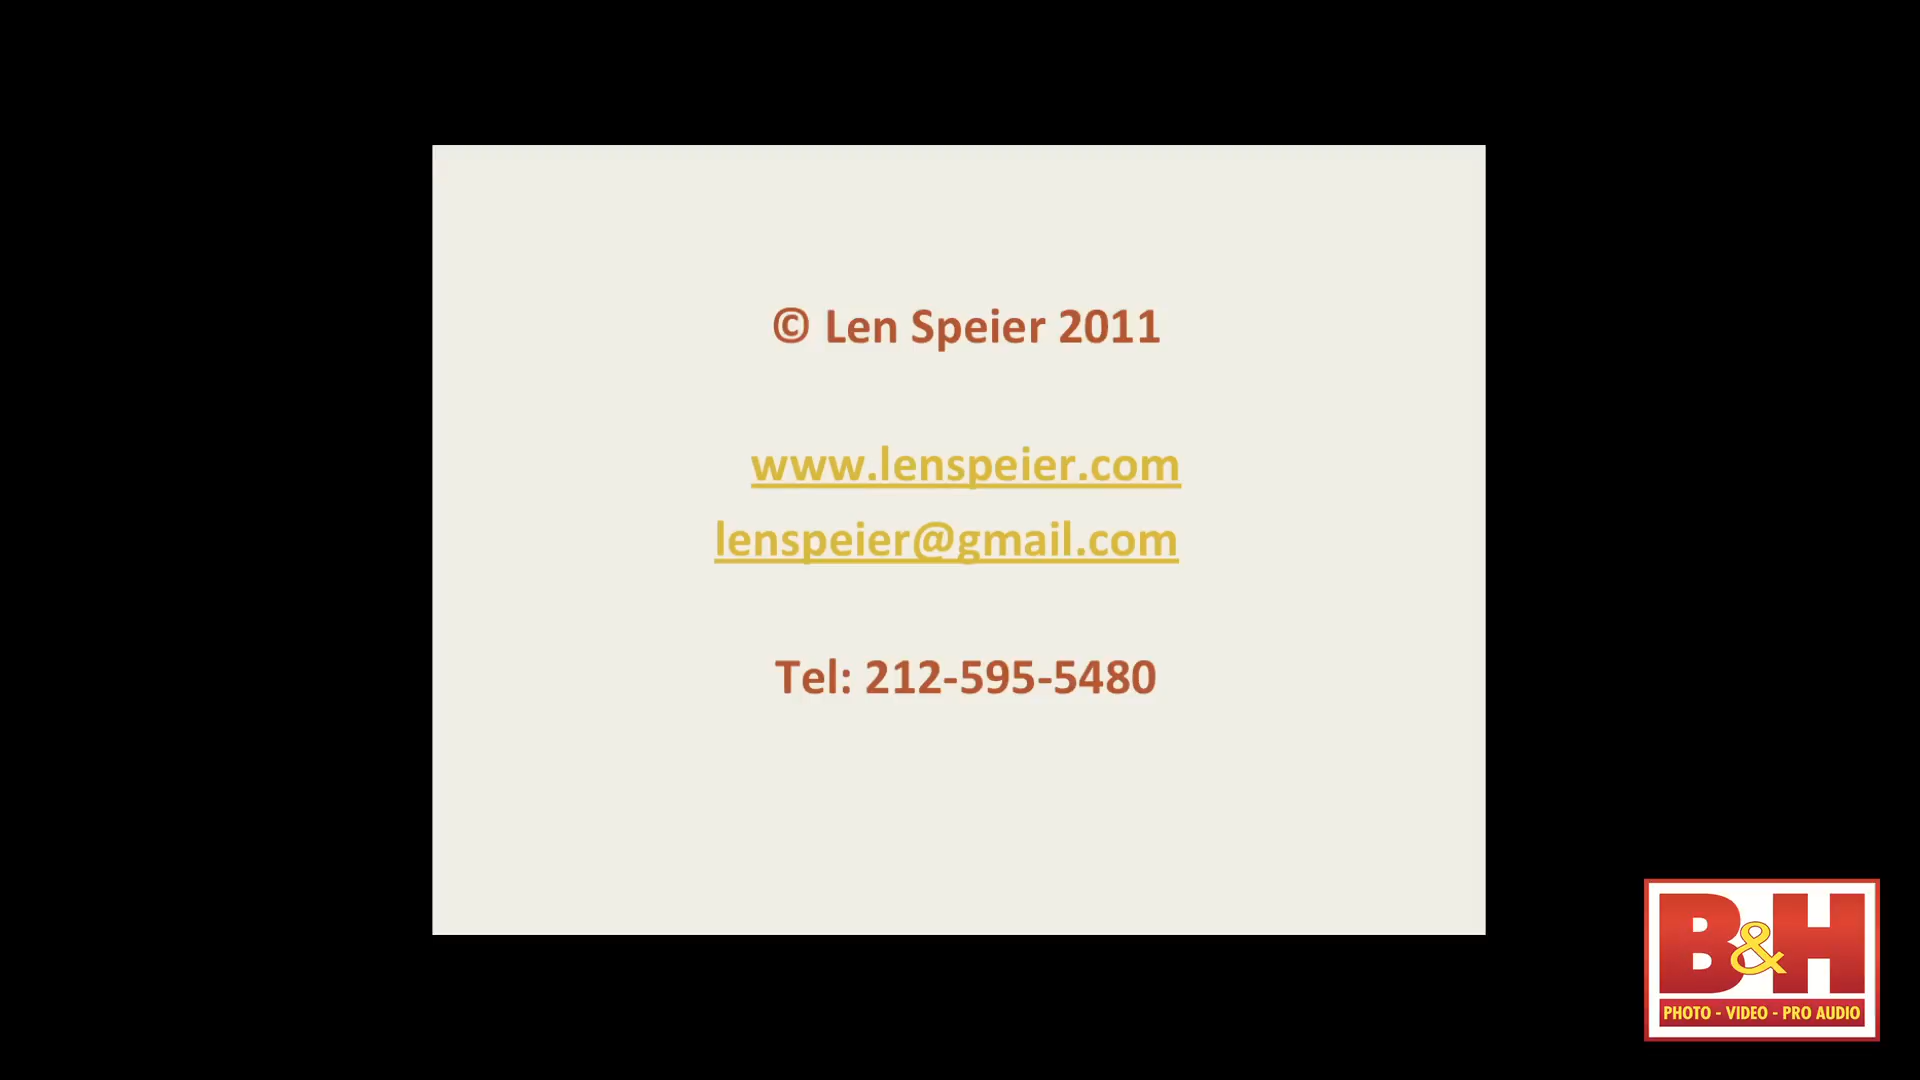 © Len Speier 2011
www.lenspeier.com
lenspeier@gmail.com
Tel: 212-595-5480
B&H
PHOTO - VIDEO - PRO AUDIO